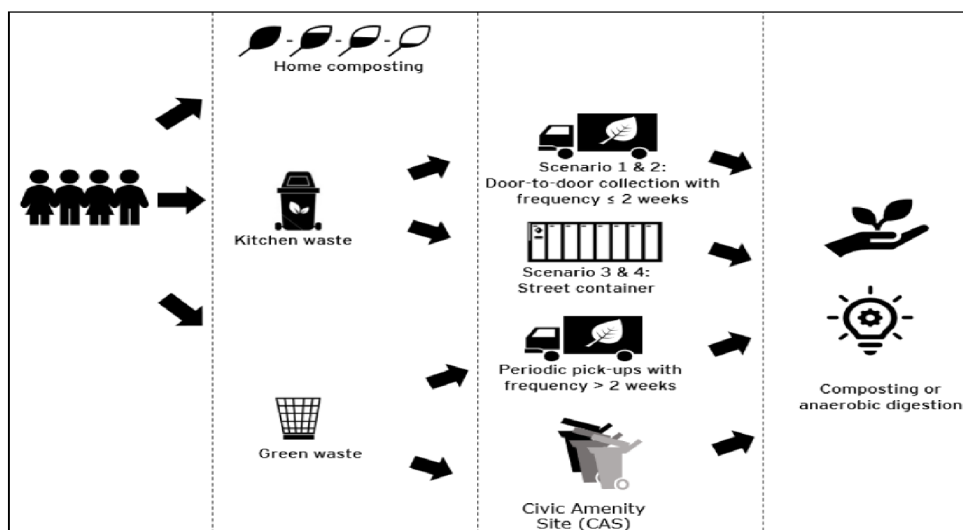 Home composting
Kitchen waste
Green waste
Scenario 1 & 2:
Door-to-door collection with
frequency ≤ 2 weeks
Scenario 3 & 4:
Street container
Periodic pick-ups with
frequency > 2 weeks
Civic Amenity
Site (CAS)
Composting or
anaerobic digestion